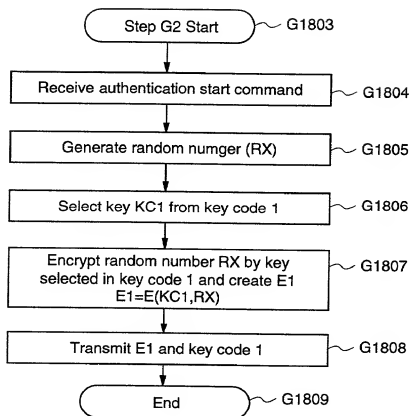 Step G2 Start
G1803
Receive authentication start command
G1804
Generate random numger (RX)
G1805
Select key KC1 from key code 1
G1806
Encrypt random number RX by key
selected in key code 1 and create E1
E1=E(KC1,RX)
G1807
Transmit E1 and key code 1
G1808
End
G1809